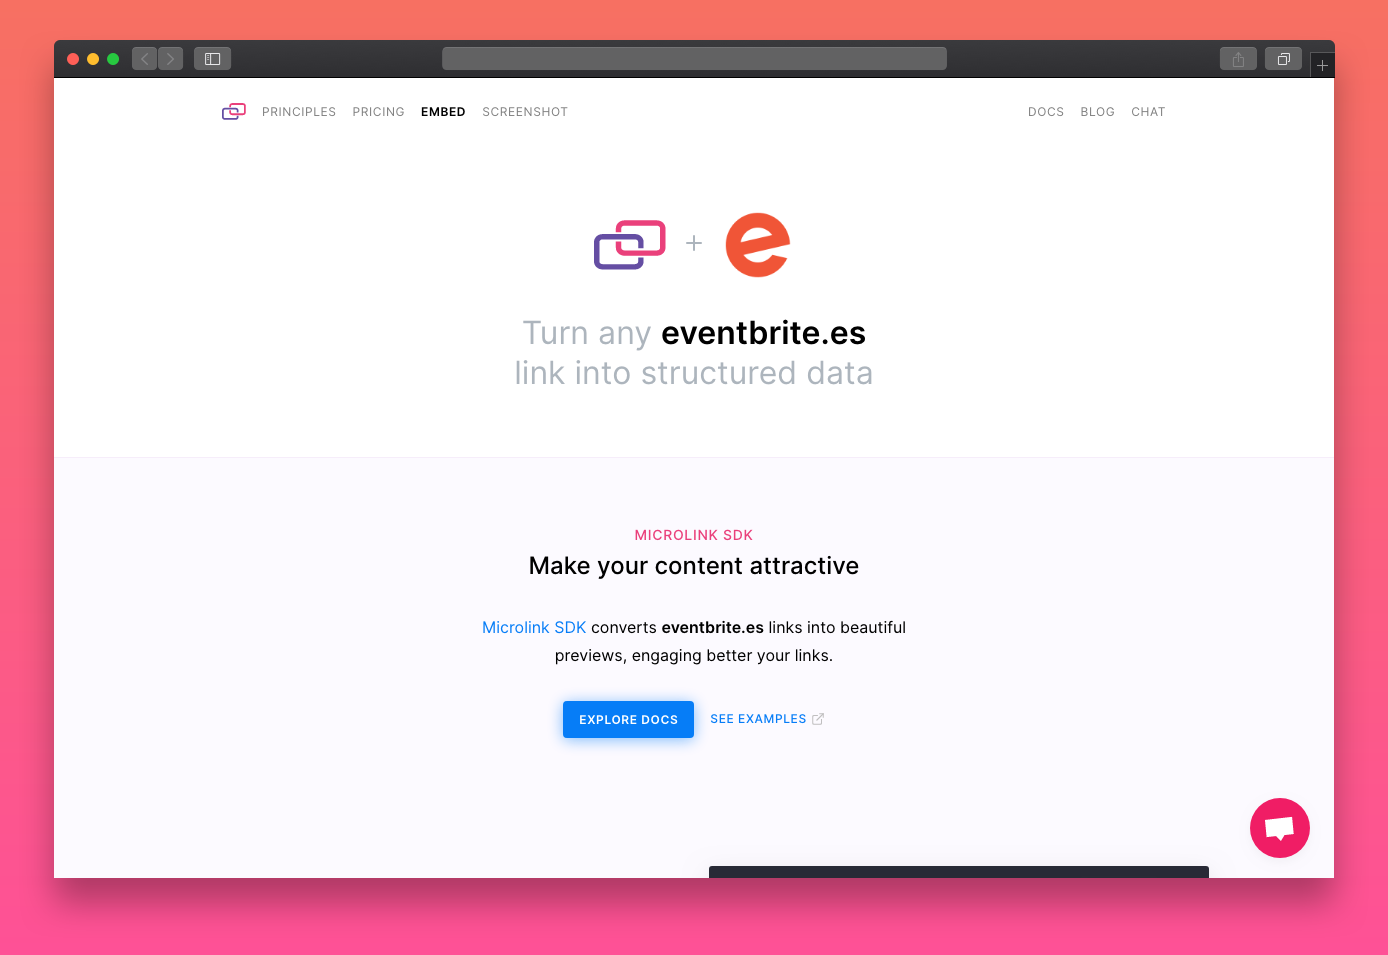 PRINCIPLES PRICING EMBED SCREENSHOT DOCS BLOG CHAT
Turn any eventbrite.es
link into structured data
MICROLINK SDK
Make your content attractive
Microlink SDK converts eventbrite.es links into beautiful
previews, engaging better your links.
EXPLORE DOCS SEE EXAMPLES